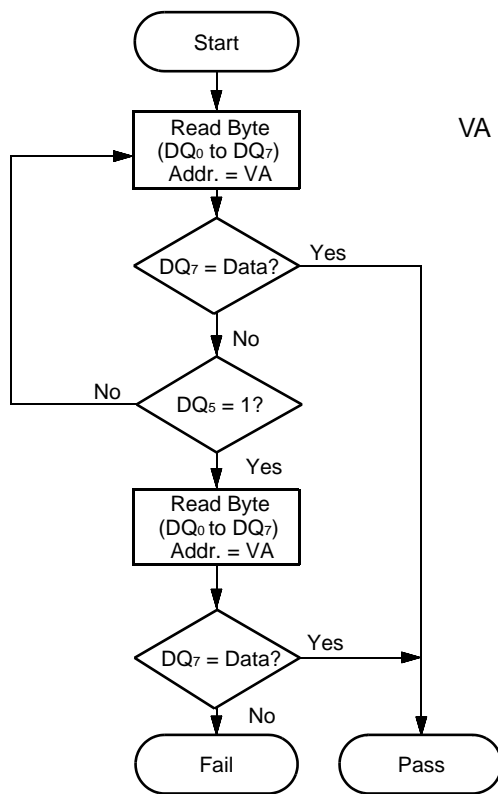 Start
VA
Read Byte
(DQ0 to DQ7)
Addr. = VA
DQ7 = Data?
Yes
No
DQ5 = 1?
No
Yes
Read Byte
(DQ0 to DQ7)
Addr. = VA
DQ7 = Data?
Yes
No
Fail
Pass